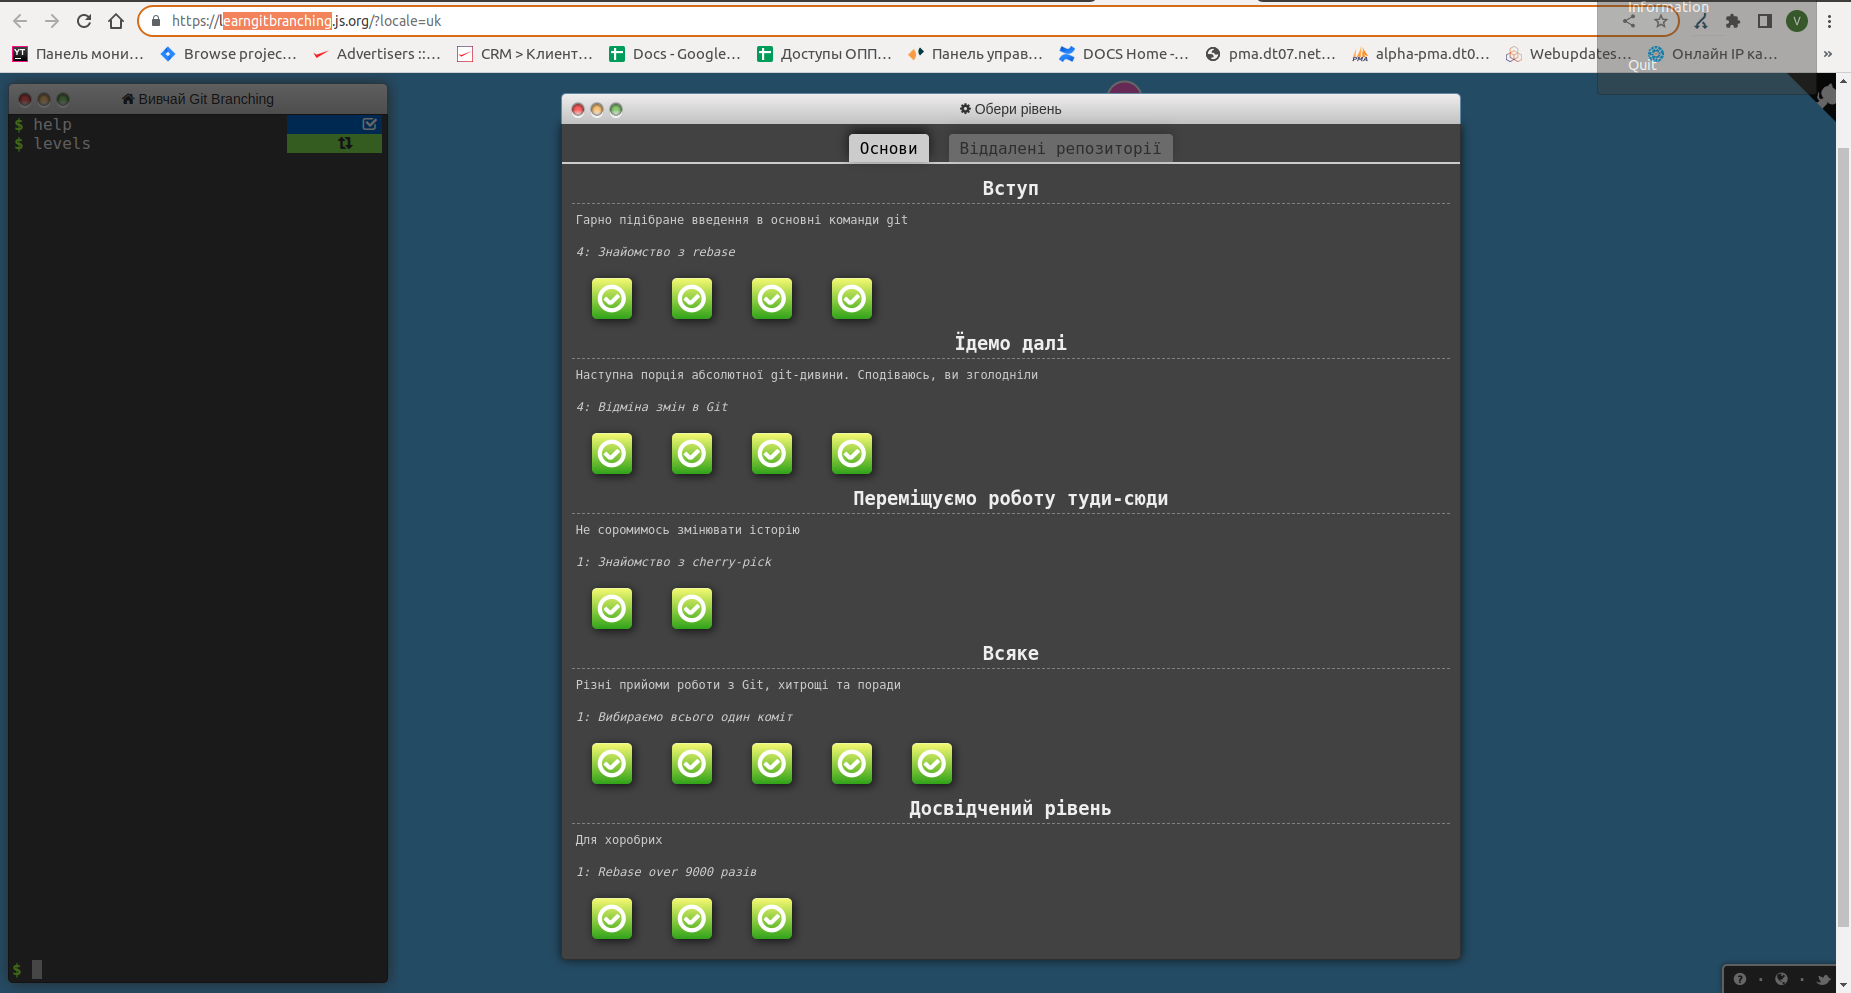 https://learngitbranching.js.org/?locale=uk
V
Information
Quit
YT
Панель мони...
Browse projec...
Advertisers ::...
CRM > Клиент...
Docs - Google...
Доступы ОПП...
Панель управ...
DOCS Home -...
pma.dt07.net...
PMA
alpha-pma.dt0...
Webupdates...
Онлайн IP ка...
»
Вивчай Git Branching
$ help
$ levels
$
Обери рівень
Основи
Віддалені репозиторії
Вступ
Гарно підібране введення в основні команди git
4: Знайомство з rebase
Їдемо далі
Наступна порція абсолютної git-дивини. Сподіваюсь, ви зголодніли
4: Відміна змін в Git
Переміщуємо роботу туди-сюди
Не соромимось змінювати історію
1: Знайомство з cherry-pick
Всяке
Різні прийоми роботи з Git, хитрощі та поради
1: Вибираємо всього один коміт
Досвідчений рівень
Для хоробрих
1: Rebase over 9000 разів